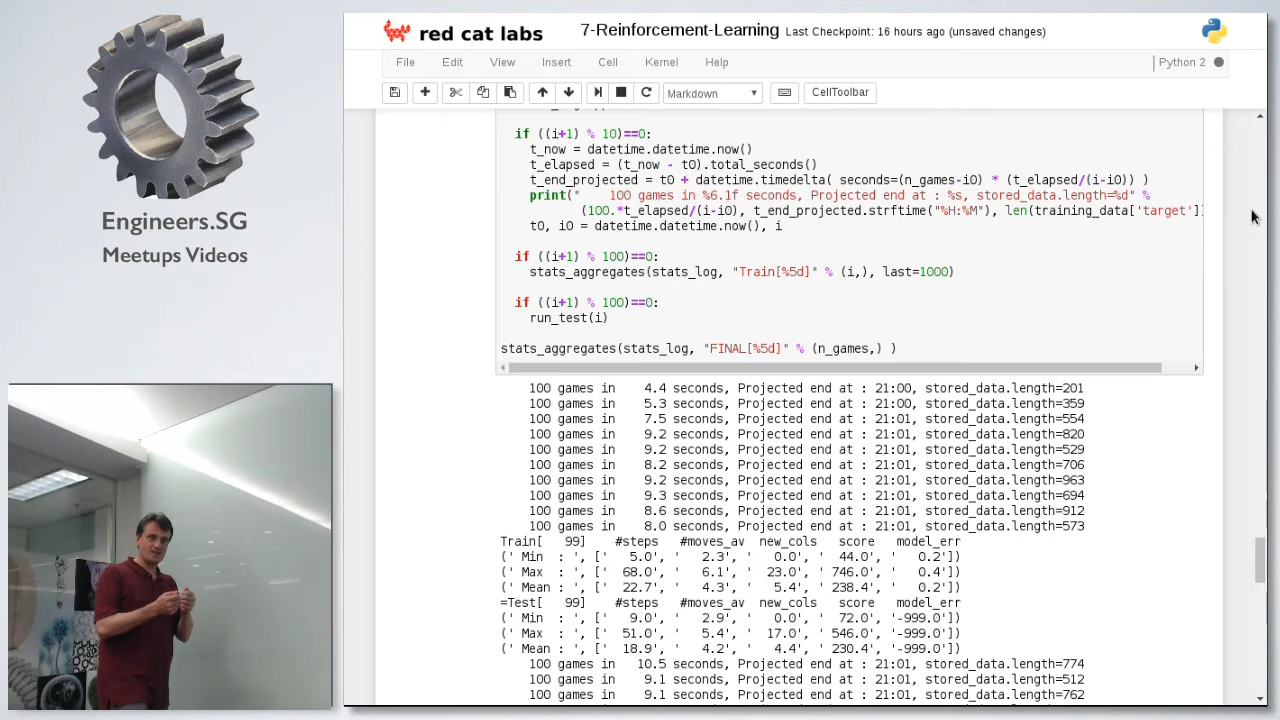 Engineers.SG
Meetups Videos
red cat labs
7-Reinforcement-Learning Last Checkpoint: 16 hours ago (unsaved changes)
File Edit View Insert Cell Kernel Help
Python 2
Markdown
CellToolbar
if ((i+1) % 10)==0:
t_now = datetime.datetime.now()
t_elapsed = (t_now - t0).total_seconds()
t_end_projected = t0 + datetime.timedelta( seconds=(n_games-i0) * (t_elapsed/(i-i0)) )
print("    100 games in %6.1f seconds, Projected end at : %s, stored_data.length=%d" %
(100.*t_elapsed/(i-i0), t_end_projected.strftime("%H:%M"), len(training_data['target']
t0, i0 = datetime.datetime.now(), i
if ((i+1) % 100)==0:
stats_aggregates(stats_log, "Train[%5d]" % (i,), last=1000)
if ((i+1) % 100)==0:
run_test(i)
stats_aggregates(stats_log, "FINAL[%5d]" % (n_games,) )
100 games in    4.4 seconds, Projected end at : 21:00, stored_data.length=201
100 games in    5.3 seconds, Projected end at : 21:00, stored_data.length=359
100 games in    7.5 seconds, Projected end at : 21:01, stored_data.length=554
100 games in    9.2 seconds, Projected end at : 21:01, stored_data.length=820
100 games in    9.2 seconds, Projected end at : 21:01, stored_data.length=529
100 games in    8.2 seconds, Projected end at : 21:01, stored_data.length=706
100 games in    9.2 seconds, Projected end at : 21:01, stored_data.length=963
100 games in    9.3 seconds, Projected end at : 21:01, stored_data.length=694
100 games in    8.6 seconds, Projected end at : 21:01, stored_data.length=912
100 games in    8.0 seconds, Projected end at : 21:01, stored_data.length=573
Train[   99]    #steps   #moves_av  new_cols   score   model_err
(' Min  : ', ['   5.0', '   2.3', '   0.0', '  44.0', '   0.2'])
(' Max  : ', ['  68.0', '   6.1', '  23.0', ' 746.0', '   0.4'])
(' Mean : ', ['  22.7', '   4.3', '   5.4', ' 238.4', '   0.2'])
=Test[   99]    #steps   #moves_av  new_cols   score   model_err
(' Min  : ', ['   9.0', '   2.9', '   0.0', '  72.0', '-999.0'])
(' Max  : ', ['  51.0', '   5.4', '  17.0', ' 546.0', '-999.0'])
(' Mean : ', ['  18.9', '   4.2', '   4.4', ' 230.4', '-999.0'])
100 games in   10.5 seconds, Projected end at : 21:01, stored_data.length=774
100 games in    9.1 seconds, Projected end at : 21:01, stored_data.length=512
100 games in    9.1 seconds, Projected end at : 21:01, stored_data.length=762